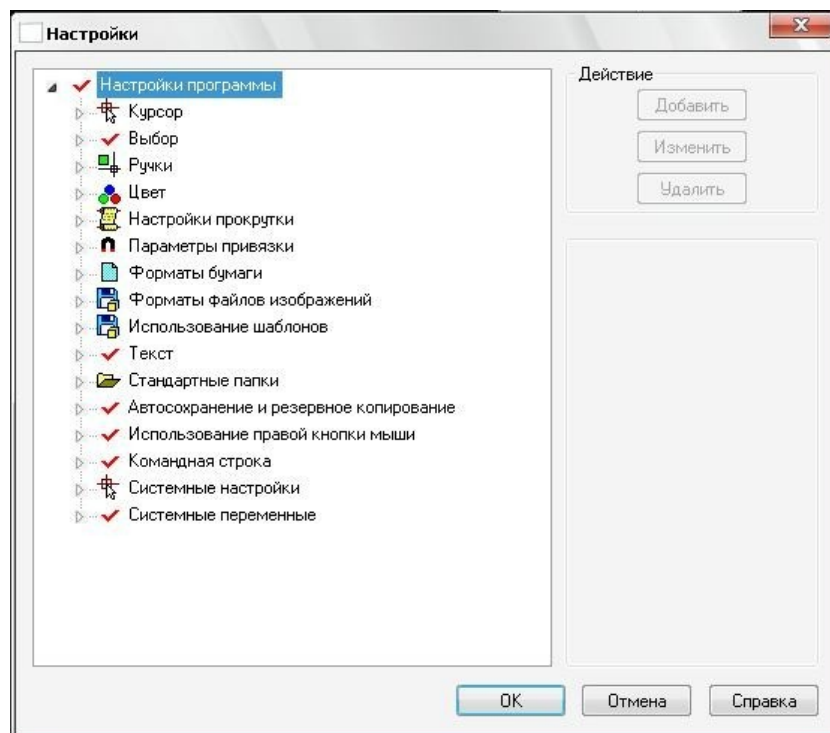 Настройки
Настройки программы
Курсор
Выбор
Ручки
Цвет
Настройки прокрутки
Параметры привязки
Форматы бумаги
Форматы файлов изображений
Использование шаблонов
Текст
Стандартные папки
Автосохранение и резервное копирование
Использование правой кнопки мыши
Командная строка
Системные настройки
Системные переменные
Действие
Добавить
Изменить
Удалить
OK
Отмена
Справка